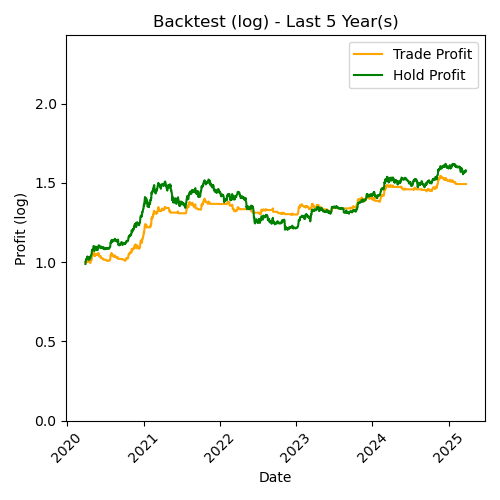 Backtest (log) - Last 5 Year(s)
Trade Profit
Hold Profit
Profit (log)
2.0
1.5
1.0
0.5
0.0
2020
2021
2022
2023
2024
2025
Date